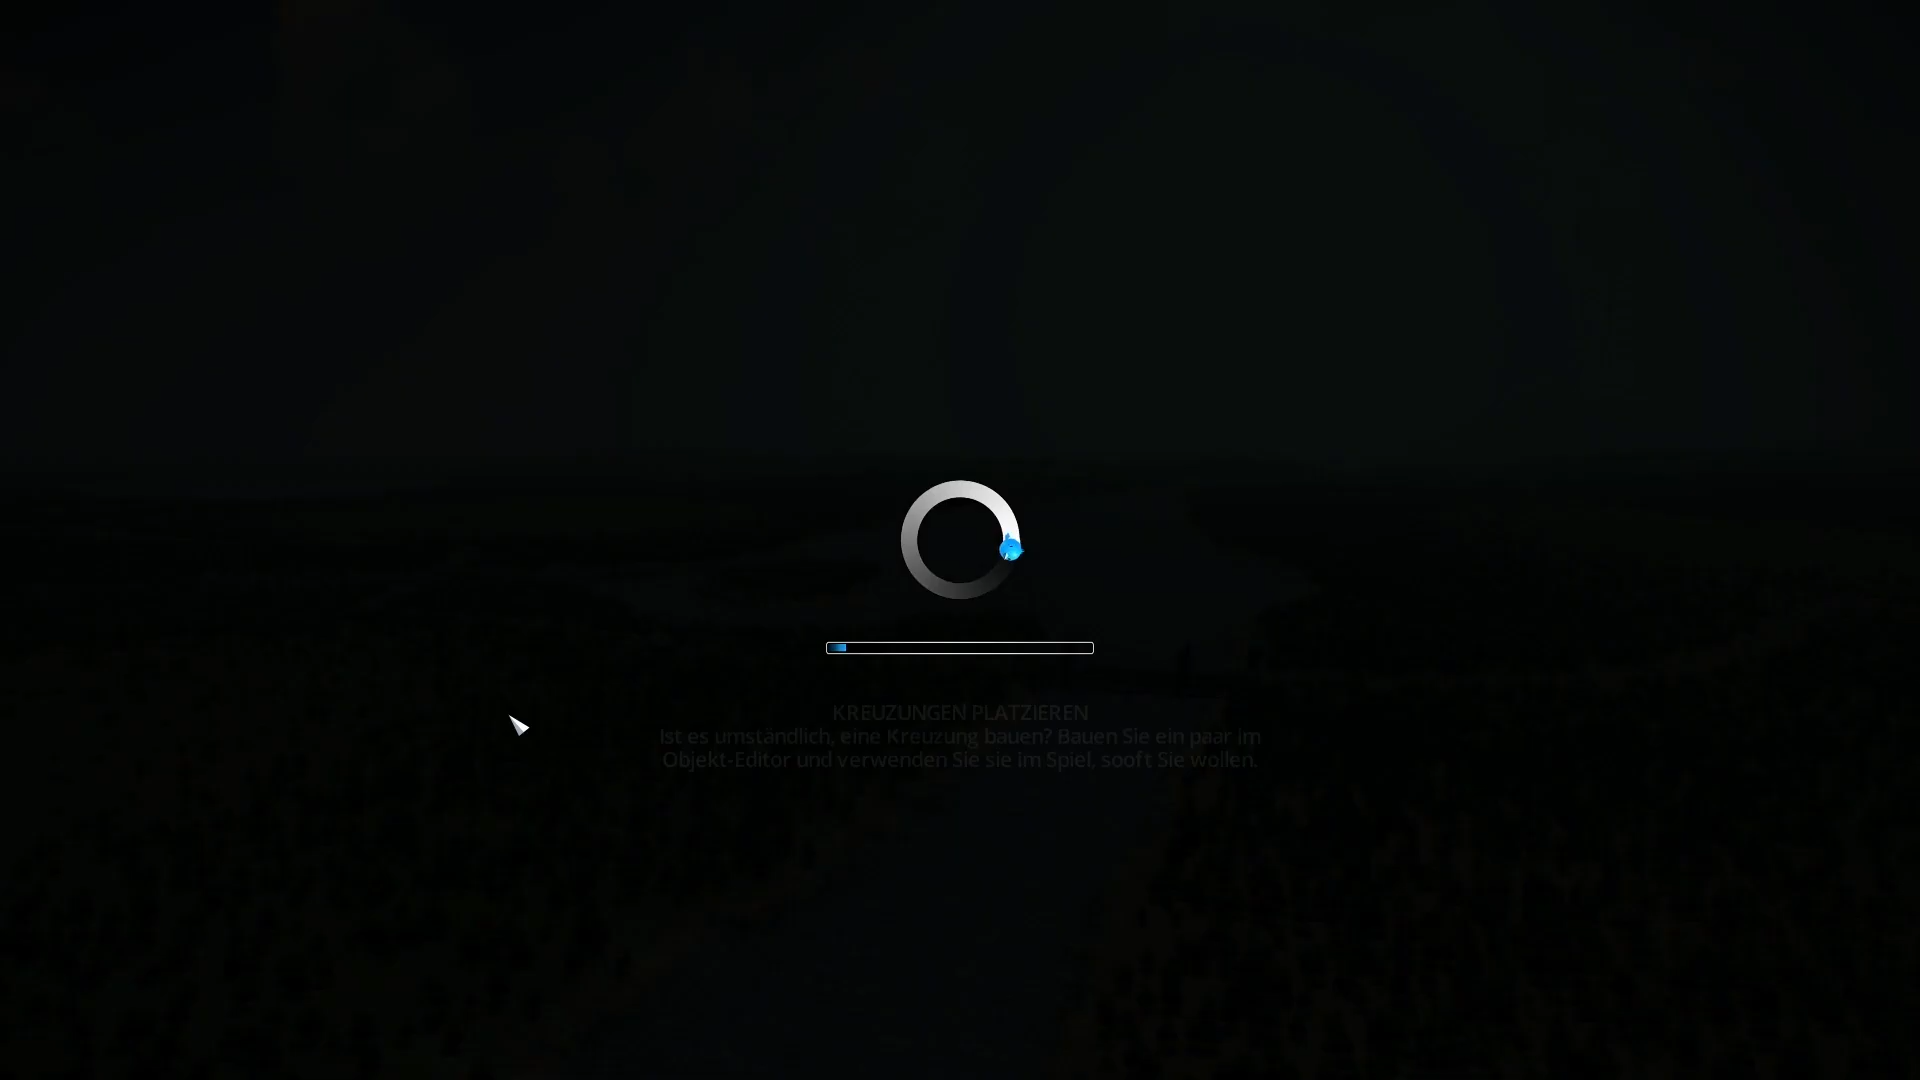 KREUZUNGEN PLATZIEREN
Ist es umständlich, eine Kreuzung bauen? Bauen Sie ein paar im
Objekt-Editor und verwenden Sie sie im Spiel, sooft Sie wollen.